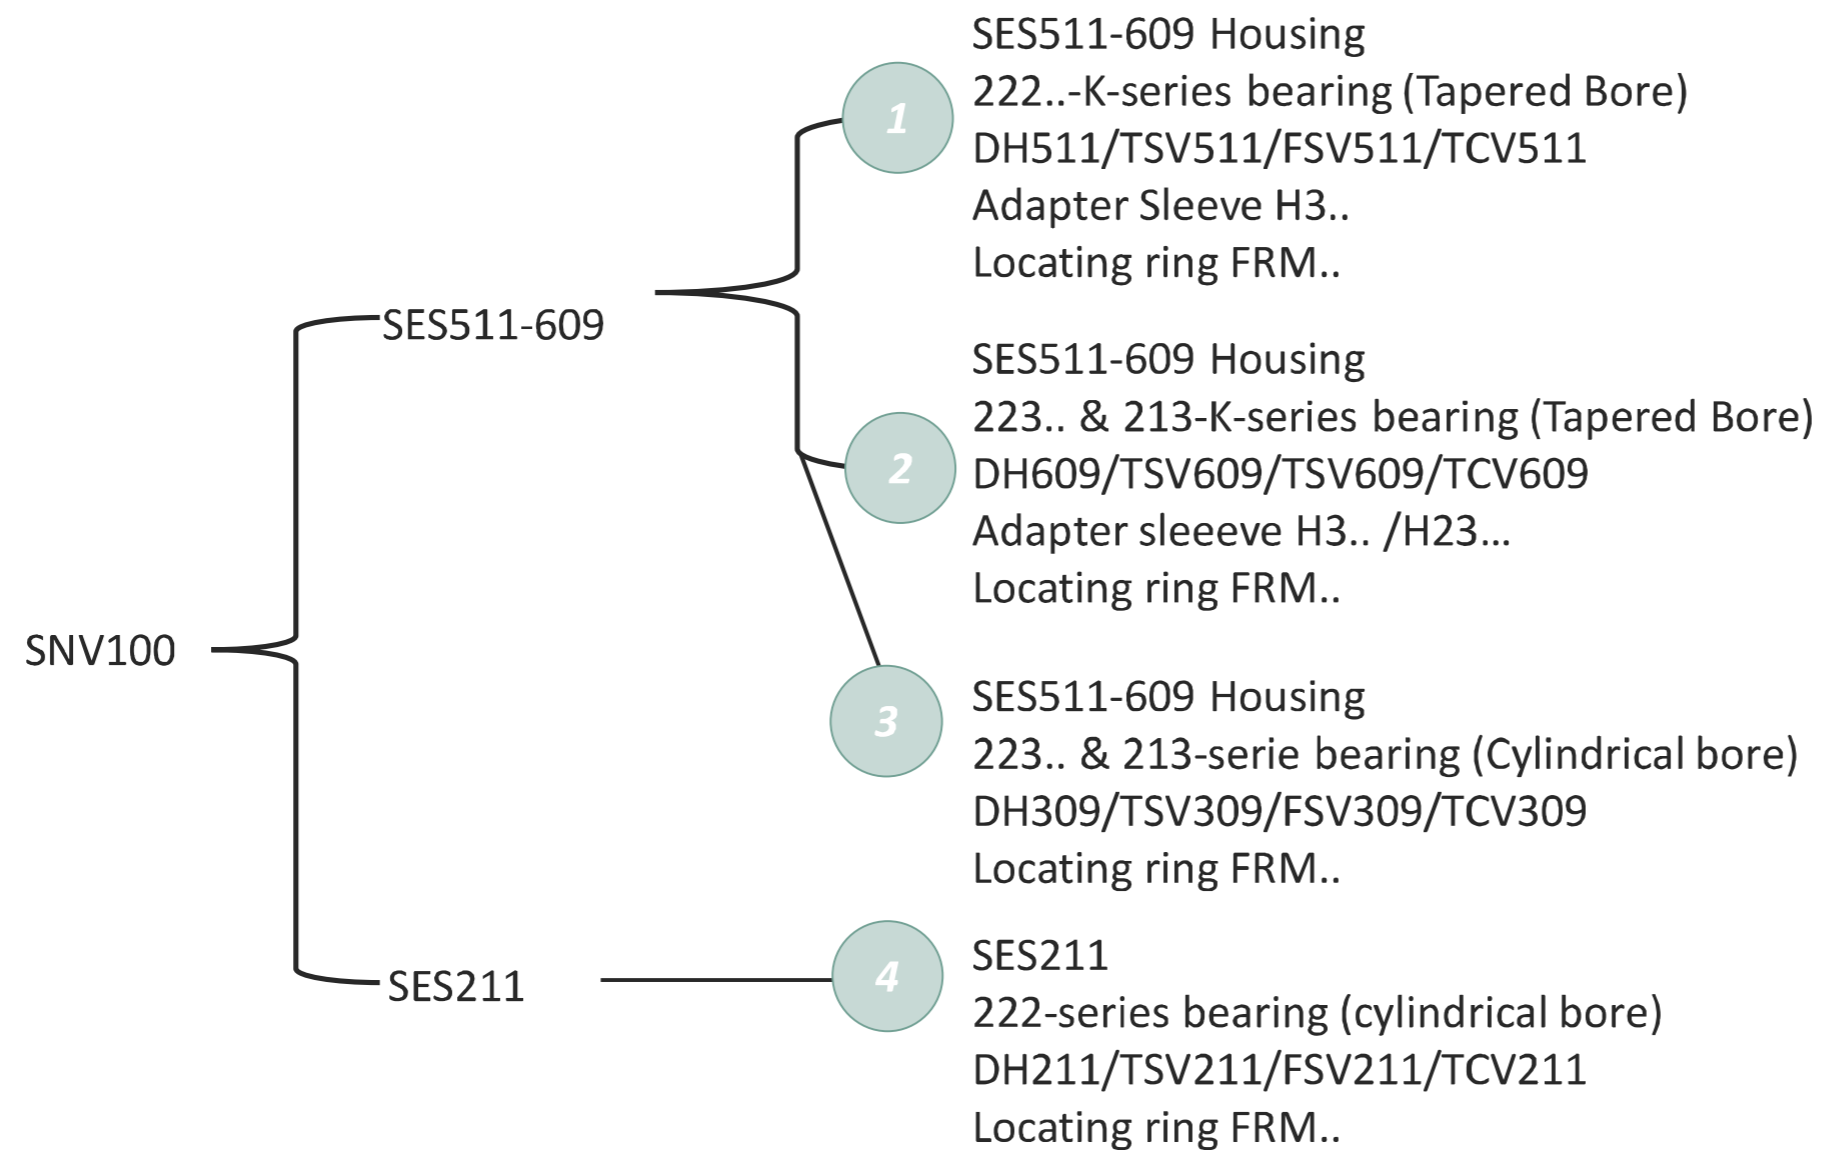 SNV100
SES511-609
1
SES511-609 Housing
222..-K-series bearing (Tapered Bore)
DH511/TSV511/FSV511/TCV511
Adapter Sleeve H3..
Locating ring FRM..
2
SES511-609 Housing
223.. & 213-K-series bearing (Tapered Bore)
DH609/TSV609/TSV609/TCV609
Adapter sleeeve H3.. /H23...
Locating ring FRM..
3
SES511-609 Housing
223.. & 213-serie bearing (Cylindrical bore)
DH309/TSV309/FSV309/TCV309
Locating ring FRM..
SES211
4
SES211
222-series bearing (cylindrical bore)
DH211/TSV211/FSV211/TCV211
Locating ring FRM..